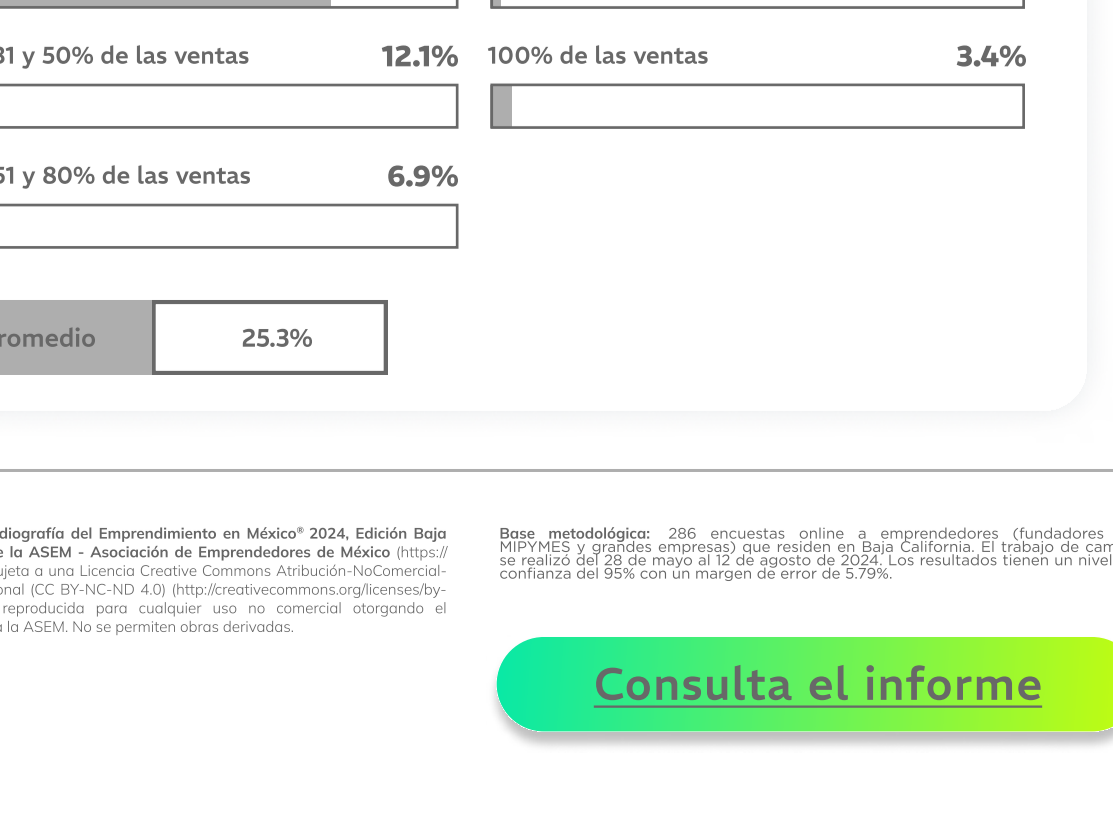 31 y 50% de las ventas 12.1%
100% de las ventas 3.4%
51 y 80% de las ventas 6.9%
romedio 25.3%
diografía del Emprendimiento en México® 2024, Edición Baja
e la ASEM - Asociación de Emprendedores de México (https://
ujeta a una Licencia Creative Commons Atribución-NoComercial-
onal (CC BY-NC-ND 4.0) (http://creativecommons.org/licenses/by-
reproducida para cualquier uso no comercial otorgando el
a la ASEM. No se permiten obras derivadas.
Base metodológica: 286 encuestas online a emprendedores (fundadores
MIPYMES y grandes empresas) que residen en Baja California. El trabajo de cam
se realizó del 28 de mayo al 12 de agosto de 2024. Los resultados tienen un nivel
confianza del 95% con un margen de error de 5.79%.
Consulta el informe